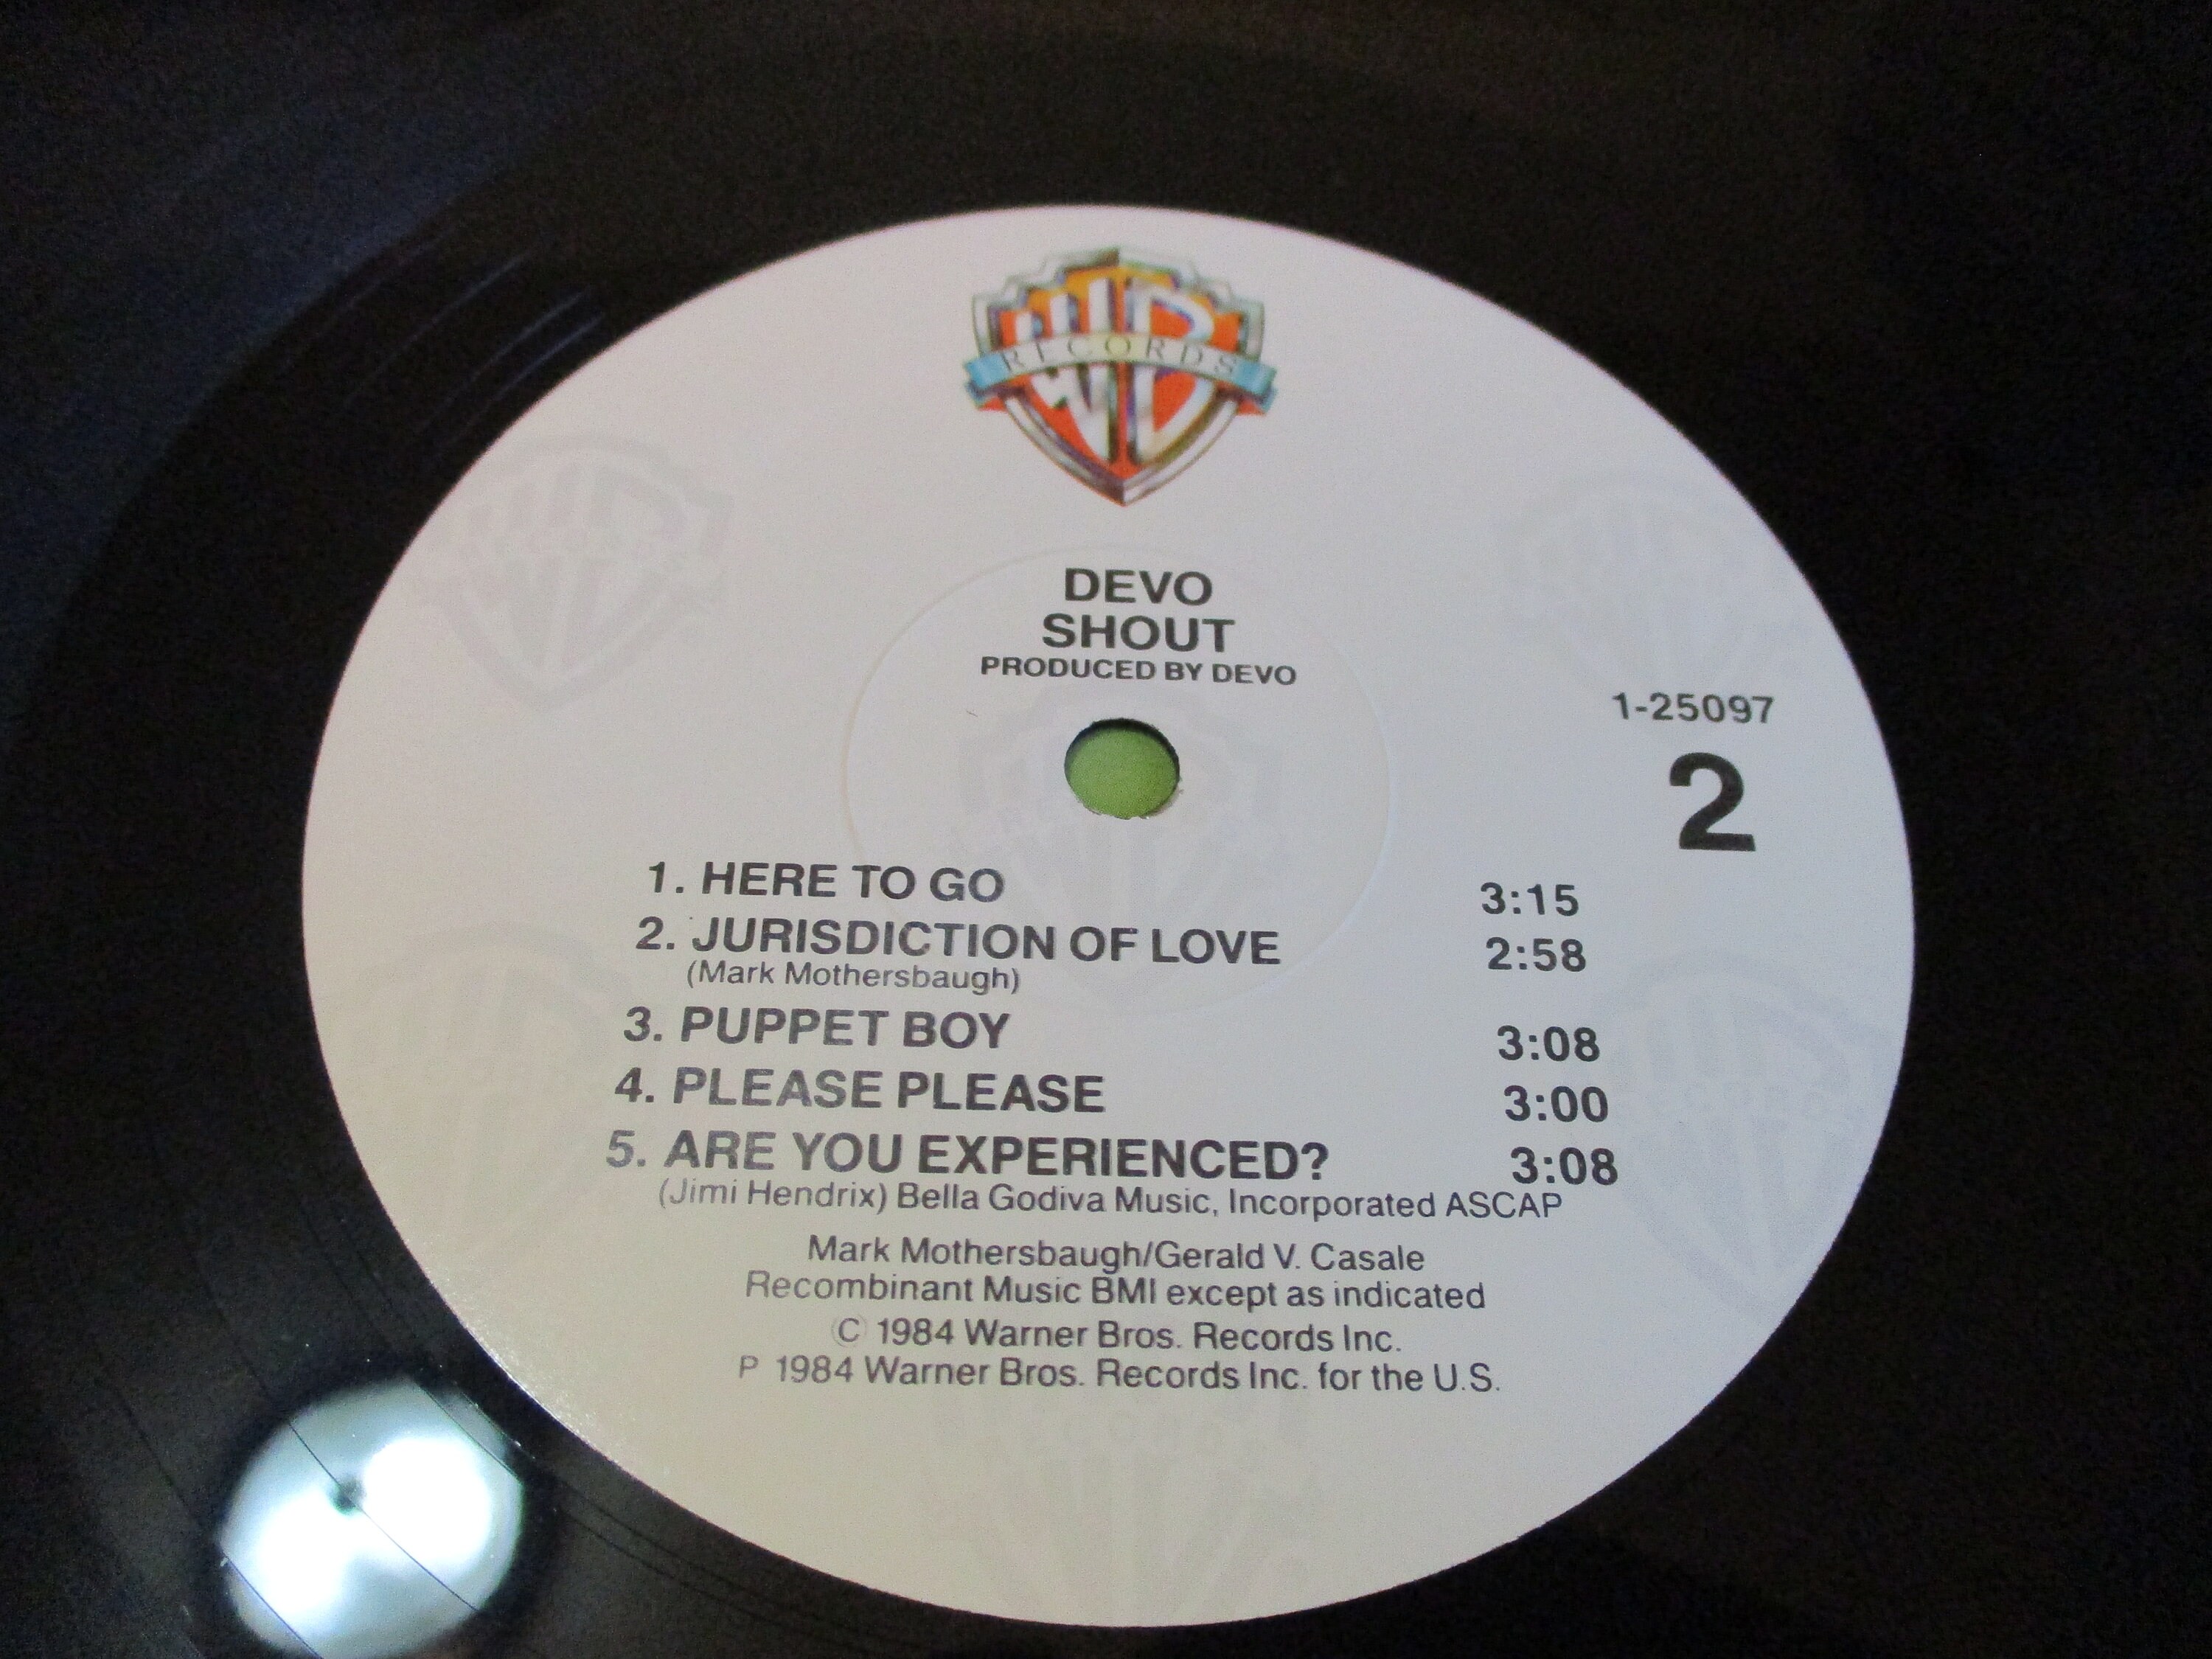 WB
RECORDS
DEVO
SHOUT
PRODUCED BY DEVO
1-25097
2
1. HERE TO GO 3:15
2. JURISDICTION OF LOVE 2:58
(Mark Mothersbaugh)
3. PUPPET BOY 3:08
4. PLEASE PLEASE 3:00
5. ARE YOU EXPERIENCED? 3:08
(Jimi Hendrix) Bella Godiva Music, Incorporated ASCAP
Mark Mothersbaugh/Gerald V. Casale
Recombinant Music BMI except as indicated
© 1984 Warner Bros. Records Inc.
℗ 1984 Warner Bros. Records Inc. for the U.S.